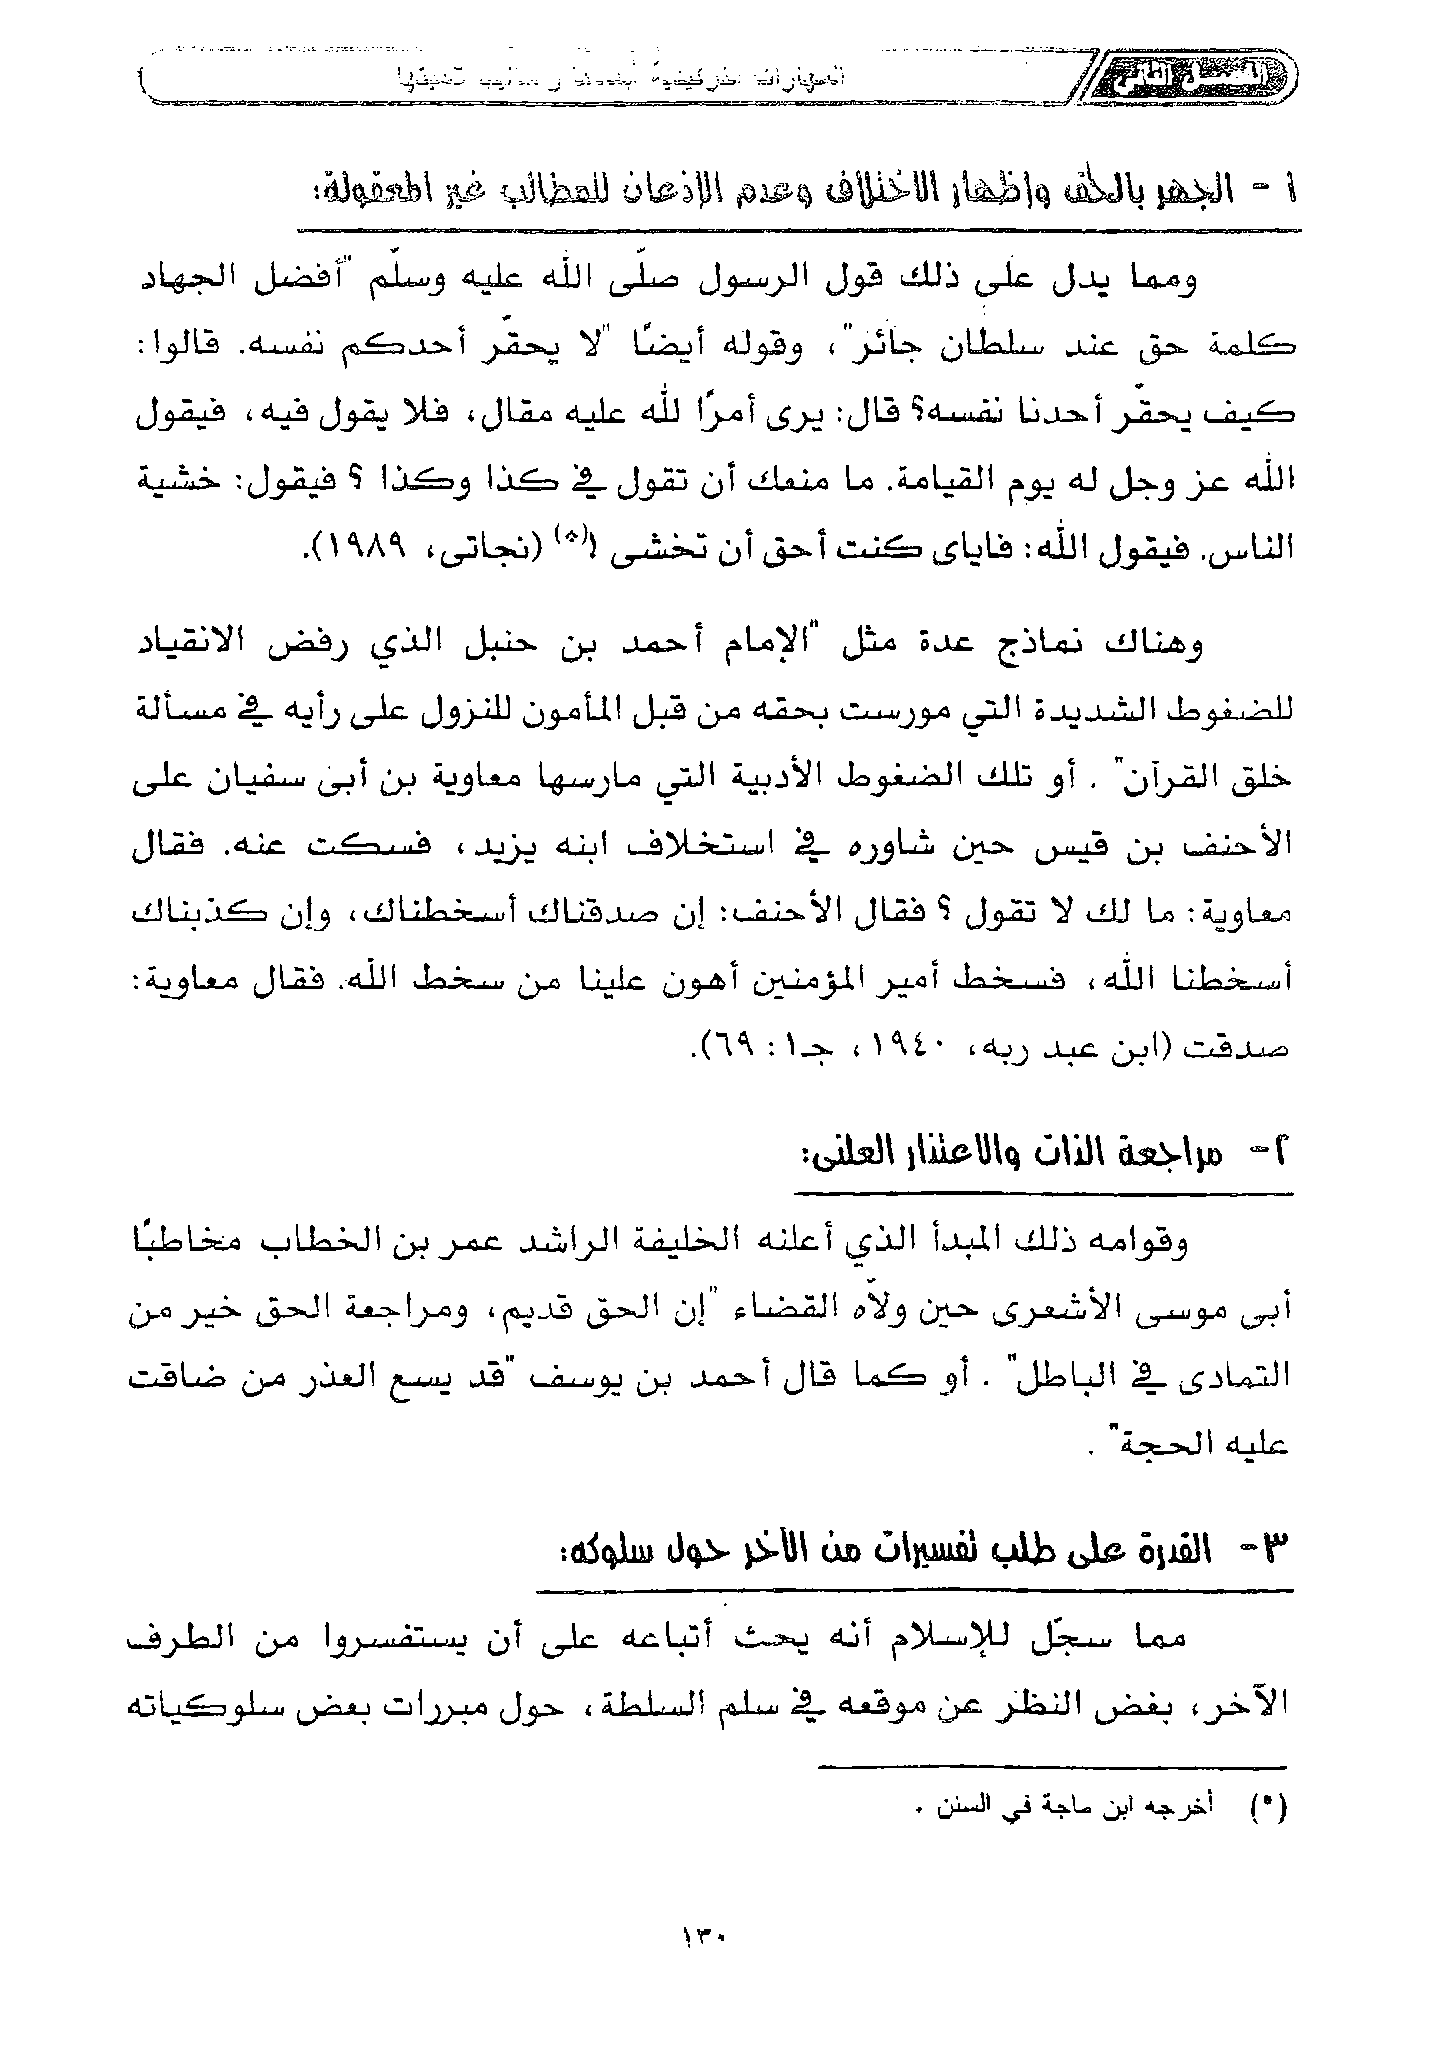 الفصل الثاني
المهارات
١ - الجهر بالحق وإظهار الاختلاف وعدم الإذعان للمطالب غير المعقولة:
ومما يدل على ذلك قول الرسول صلّى الله عليه وسلّم "أفضل الجهاد
كلمة حق عند سلطان جائر"، وقوله أيضًا "لا يحقّر أحدكم نفسه. قالوا:
كيف يحقّر أحدنا نفسه؟ قال: يرى أمرًا لله عليه مقال، فلا يقول فيه، فيقول
الله عز وجل له يوم القيامة. ما منعك أن تقول في كذا وكذا ؟ فيقول: خشية
الناس. فيقول الله: فاياى كنت أحق أن تخشى !(*) (نجاتى، ١٩٨٩).
وهناك نماذج عدة مثل "الإمام أحمد بن حنبل الذي رفض الانقياد
للضغوط الشديدة التي مورست بحقه من قبل المأمون للنزول على رأيه في مسألة
خلق القرآن" . أو تلك الضغوط الأدبية التي مارسها معاوية بن أبى سفيان على
الأحنف بن قيس حين شاوره في استخلاف ابنه يزيد، فسكت عنه. فقال
معاوية: ما لك لا تقول ؟ فقال الأحنف: إن صدقناك أسخطناك، وإن كذبناك
أسخطنا الله، فسخط أمير المؤمنين أهون علينا من سخط الله. فقال معاوية:
صدقت (ابن عبد ربه، ١٩٤٠، جـ١: ٦٩).
٢- مراجعة الذات والاعتذار العلنى:
وقوامه ذلك المبدأ الذي أعلنه الخليفة الراشد عمر بن الخطاب مخاطبًا
أبى موسى الأشعرى حين ولاّه القضاء "إن الحق قديم، ومراجعة الحق خير من
التمادى في الباطل" . أو كما قال أحمد بن يوسف "قد يسع العذر من ضاقت
عليه الحجة" .
٣- القدرة على طلب تفسيرات من الآخر حول سلوكه:
مما سجّل للإسلام أنه يحث أتباعه على أن يستفسروا من الطرف
الآخر، بغض النظر عن موقعه في سلم السلطة، حول مبررات بعض سلوكياته
(*) أخرجه ابن ماجة في السنن .
١٣٠